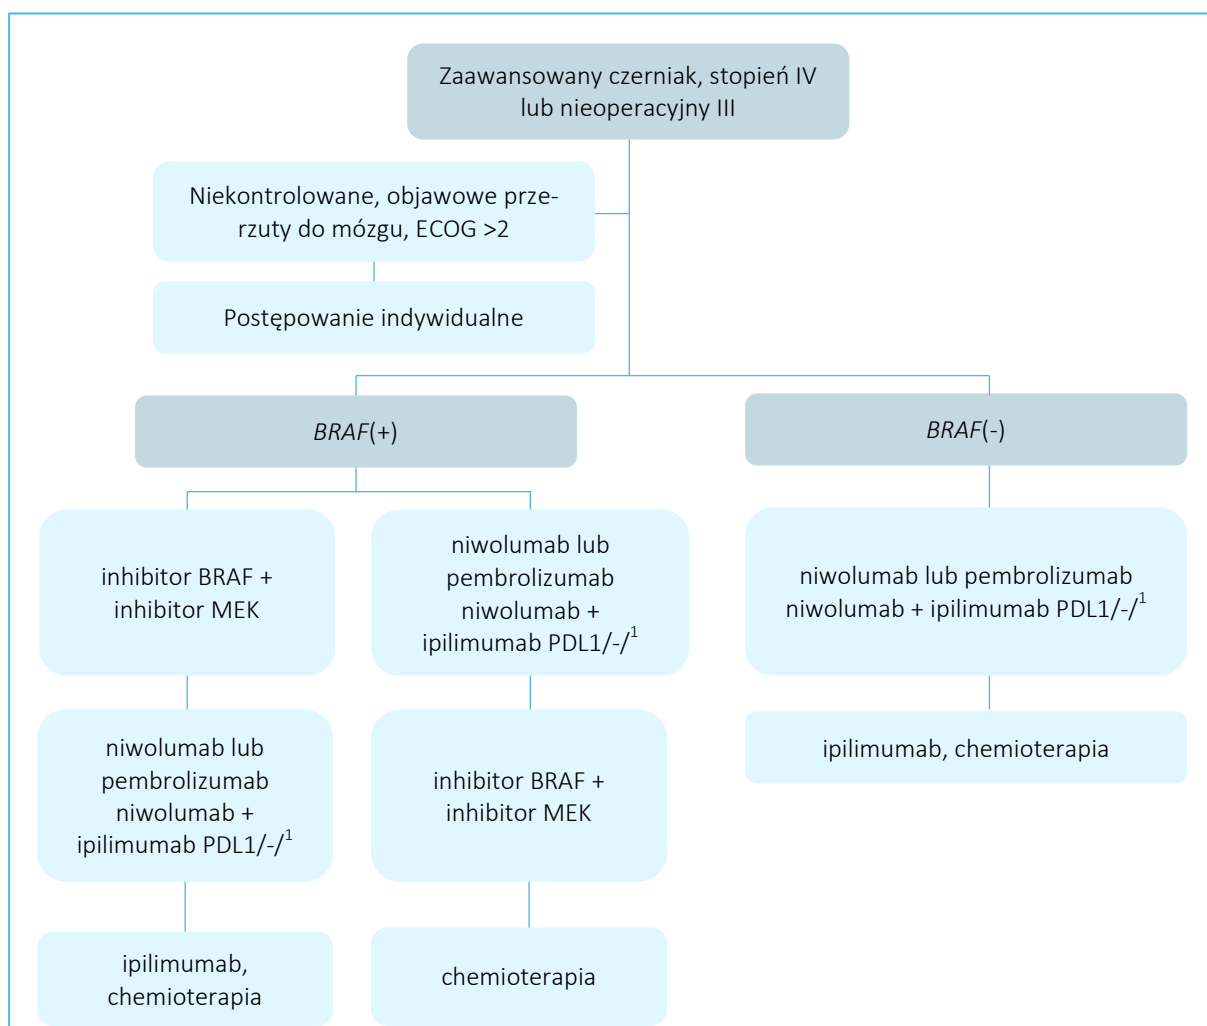 Zaawansowany czerniak, stopień IV
lub nieoperacyjny III
Niekontrolowane, objawowe prze-
rzuty do mózgu, ECOG >2
Postępowanie indywidualne
BRAF(+)
BRAF(-)
inhibitor BRAF +
inhibitor MEK
niwolumab lub
pembrolizumab
niwolumab +
ipilimumab PDL1/-/1
niwolumab lub pembrolizumab
niwolumab + ipilimumab PDL1/-/1
niwolumab lub
pembrolizumab
niwolumab +
ipilimumab PDL1/-/1
inhibitor BRAF +
inhibitor MEK
ipilimumab, chemioterapia
ipilimumab,
chemioterapia
chemioterapia